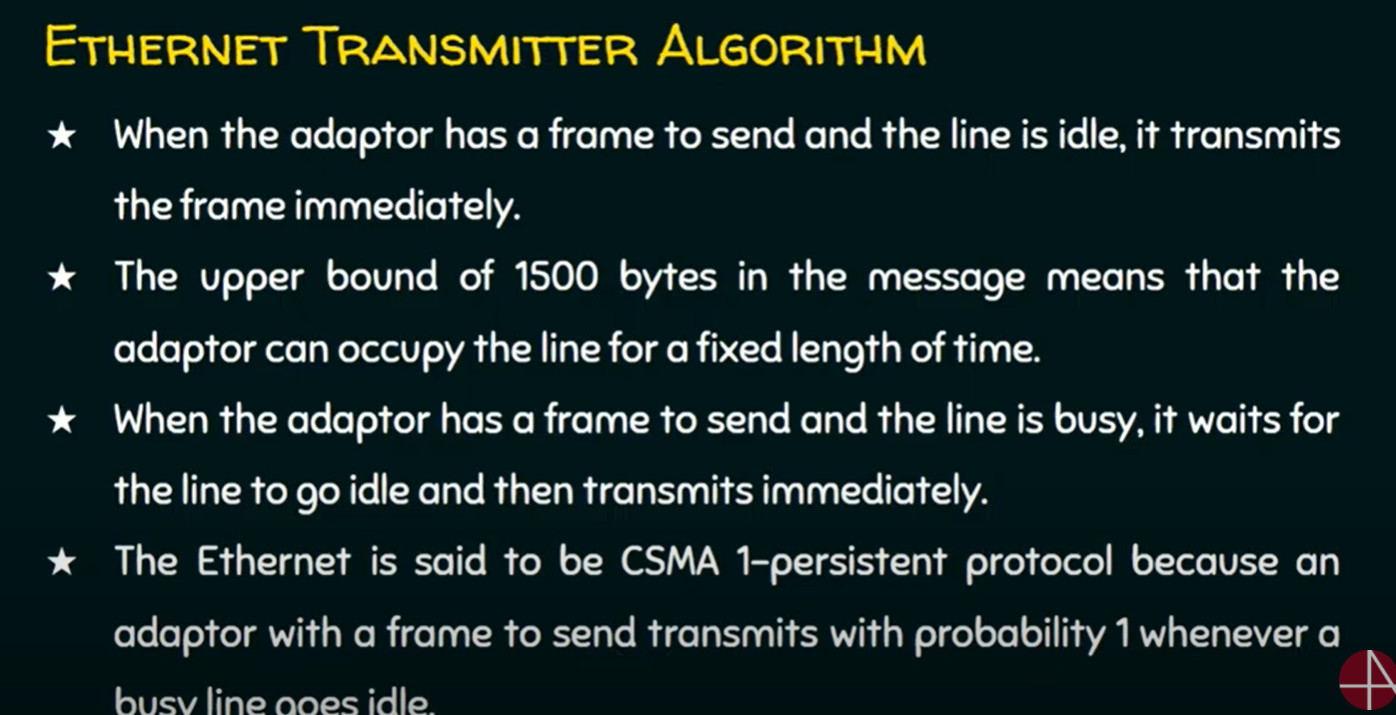 ETHERNET TRANSMITTER ALGORITHM
★ When the adaptor has a frame to send and the line is idle, it transmits
the frame immediately.
★ The upper bound of 1500 bytes in the message means that the
adaptor can occupy the line for a fixed length of time.
★ When the adaptor has a frame to send and the line is busy, it waits for
the line to go idle and then transmits immediately.
★ The Ethernet is said to be CSMA 1-persistent protocol because an
adaptor with a frame to send transmits with probability 1 whenever a
busy line goes idle.